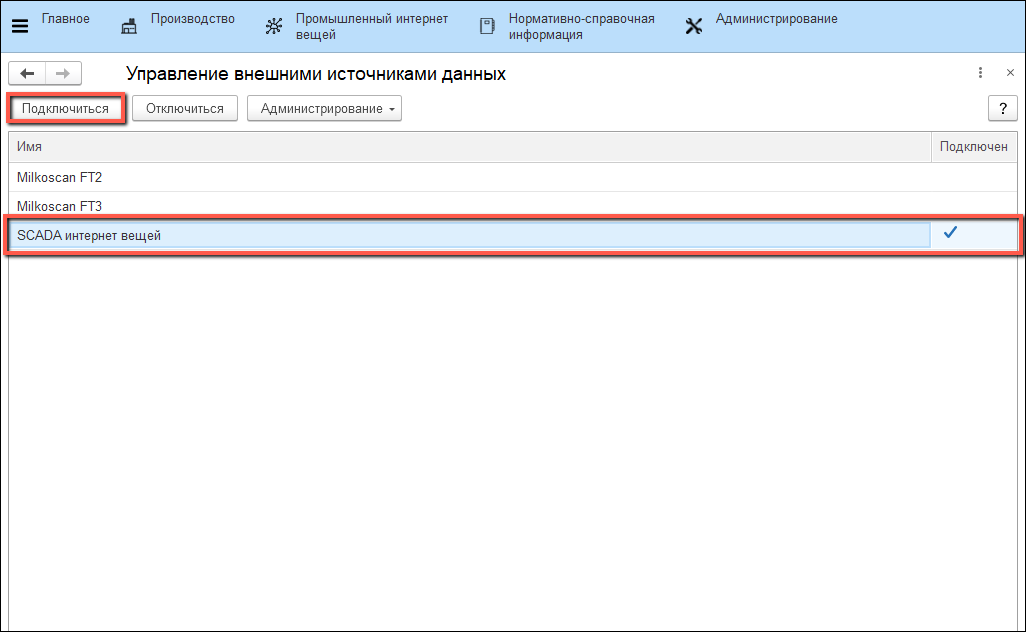 Главное
Производство
Промышленный интернет
вещей
Нормативно-справочная
информация
Администрирование
Управление внешними источниками данных
Подключиться
Отключиться
Администрирование
?
Имя
Подключен
Milkoscan FT2
Milkoscan FT3
SCADA интернет вещей